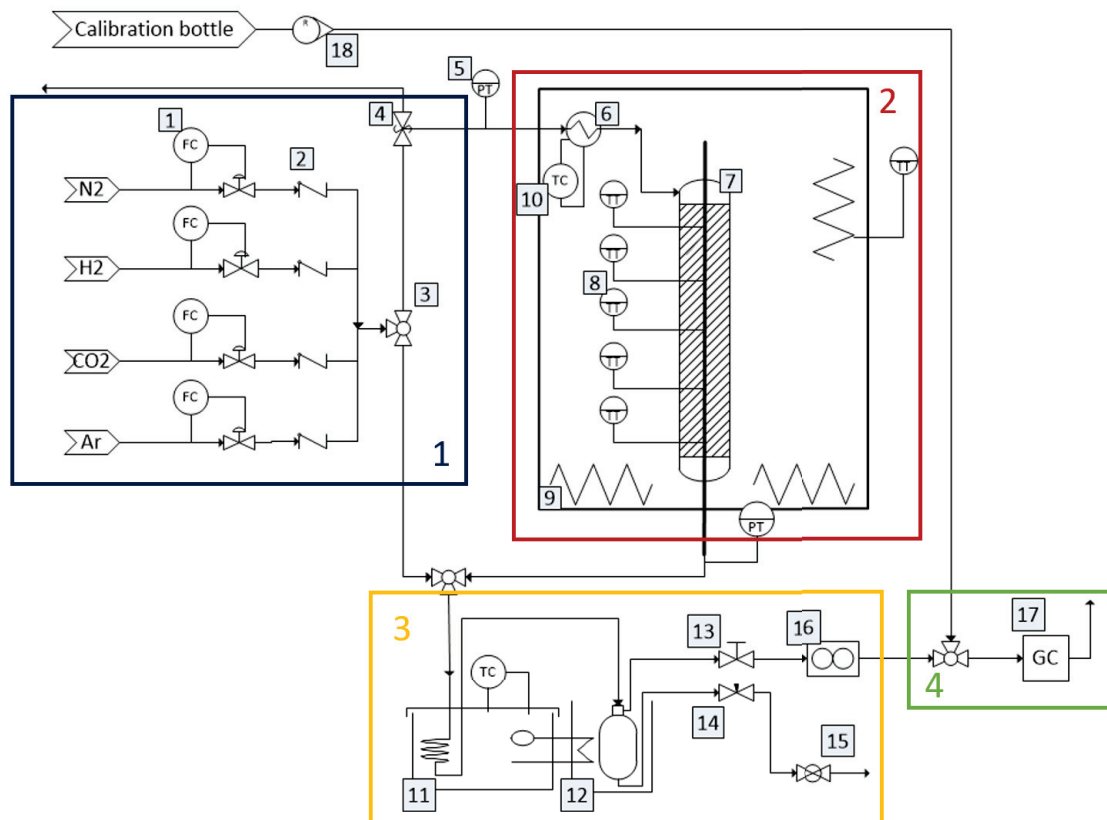 Calibration bottle
R
18
5
PT
2
1
4
6
FC
2
TT
N2
TC
10
7
TT
FC
H2
TT
3
8
TT
FC
CO2
TT
FC
Ar
TT
1
9
PT
3
13
16
17
4
GC
TC
14
15
11
12